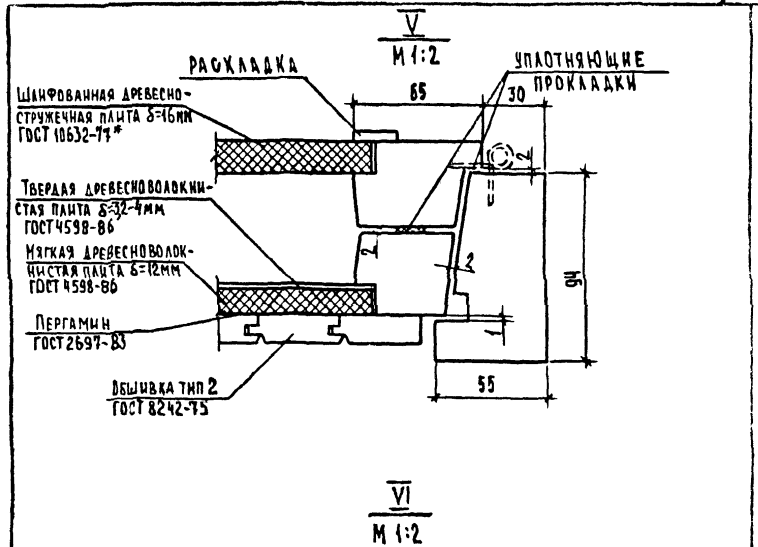 V
М 1:2
РАСКЛАДКА
УПЛОТНЯЮЩИЕ
ПРОКЛАДКИ
65
30
ШЛИФОВАННАЯ ДРЕВЕСНО-
СТРУЖЕЧНАЯ ПЛИТА δ=16мм
ГОСТ 10632-77*
2
ТВЕРДАЯ ДРЕВЕСНОВОЛОКНИ-
СТАЯ ПЛИТА δ=3,2-4мм
ГОСТ 4598-86
МЯГКАЯ ДРЕВЕСНОВОЛОК-
НИСТАЯ ПЛИТА δ=12мм
ГОСТ 4598-86
2
2
94
ПЕРГАМИН
ГОСТ 2697-83
1
ОБШИВКА ТИП 2
ГОСТ 8242-75
55
VI
М 1:2